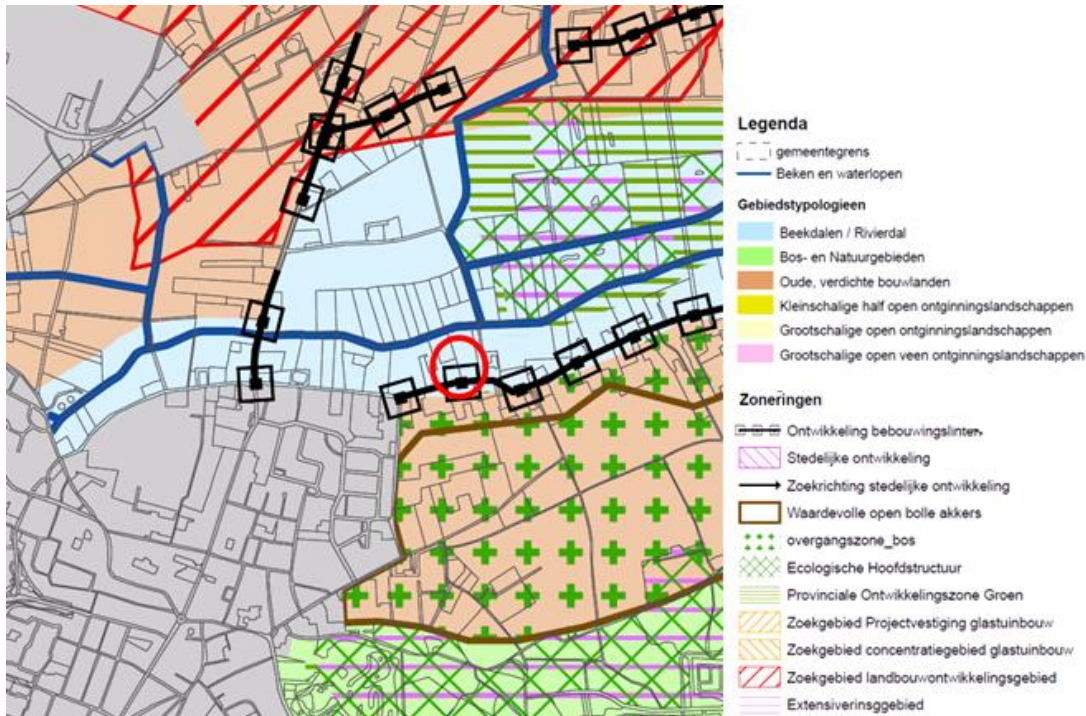 Legenda
gemeentegrens
Beken en waterlopen
Gebiedstypologieen
Beekdalen / Rivierdal
Bos- en Natuurgebieden
Oude, verdichte bouwlanden
Kleinschalige half open ontginningslandschappen
Grootschalige open ontginningslandschappen
Grootschalige open veen ontginningslandschappen
Zoneringen
Ontwikkeling bebouwingslinten
Stedelijke ontwikkeling
Zoekrichting stedelijke ontwikkeling
Waardevolle open bolle akkers
overgangszone_bos
Ecologische Hoofdstructuur
Provinciale Ontwikkelingszone Groen
Zoekgebied Projectvestiging glastuinbouw
Zoekgebied concentratiegebied glastuinbouw
Zoekgebied landbouwontwikkelingsgebied
Extensiverinsggebied